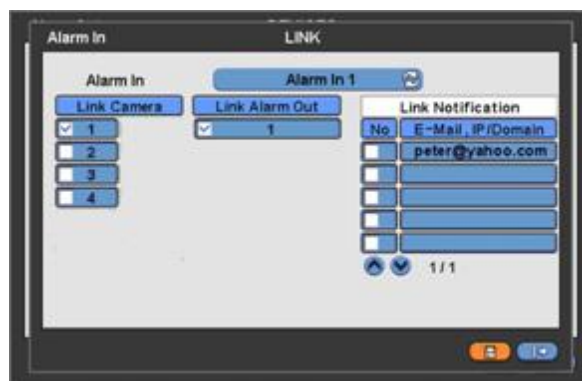 Alarm In LINK
Alarm In Alarm In 1
Link Camera Link Alarm Out Link Notification
1 1 No E-Mail, IP/Domain
2 peter@yahoo.com
3
4
1 / 1